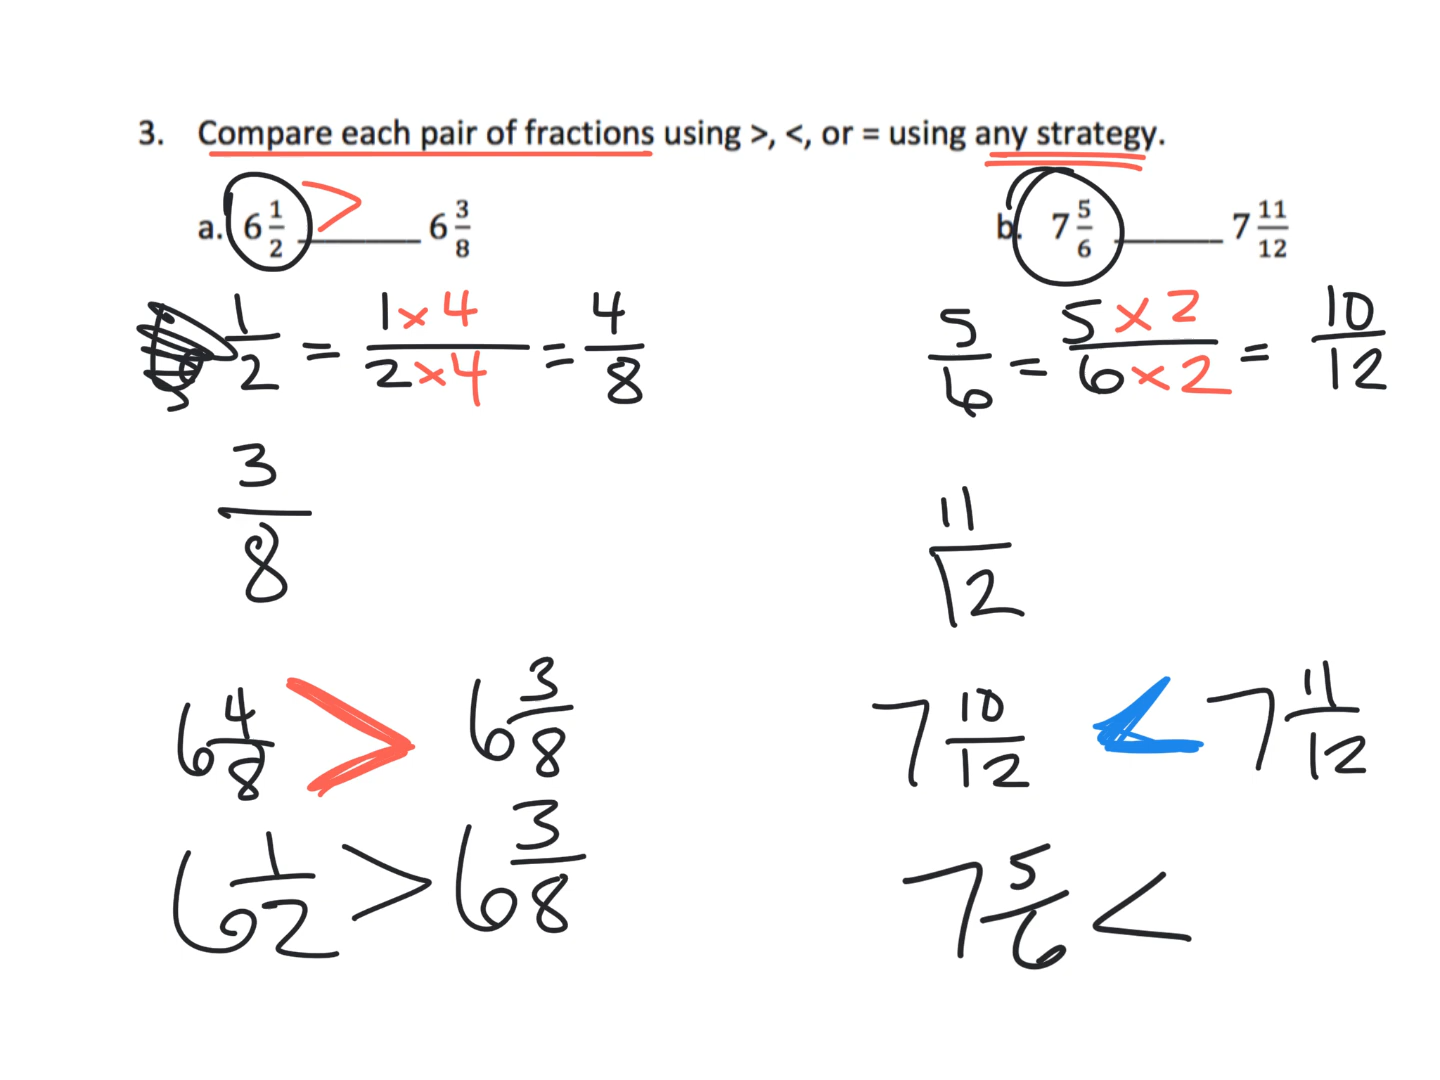 3. Compare each pair of fractions using >, <, or = using any strategy.
a. 6 1/2 > ______ 6 3/8
b. 7 5/6 ______ 7 11/12
1/2 = 1 x 4 / 2 x 4 = 4/8
5/6 = 5 x 2 / 6 x 2 = 10/12
3/8
11/12
6 4/8 > 6 3/8
7 10/12 < 7 11/12
6 1/2 > 6 3/8
7 5/6 <